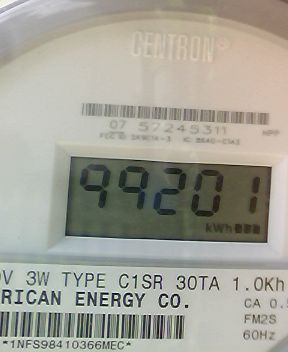 CENTRON®
07 57245311
99201
kWh
V 3W TYPE C1SR 30TA 1.0Kh
RICAN ENERGY CO.
CA 0.5
FM2S
60Hz
*1NFS98410366MEC*